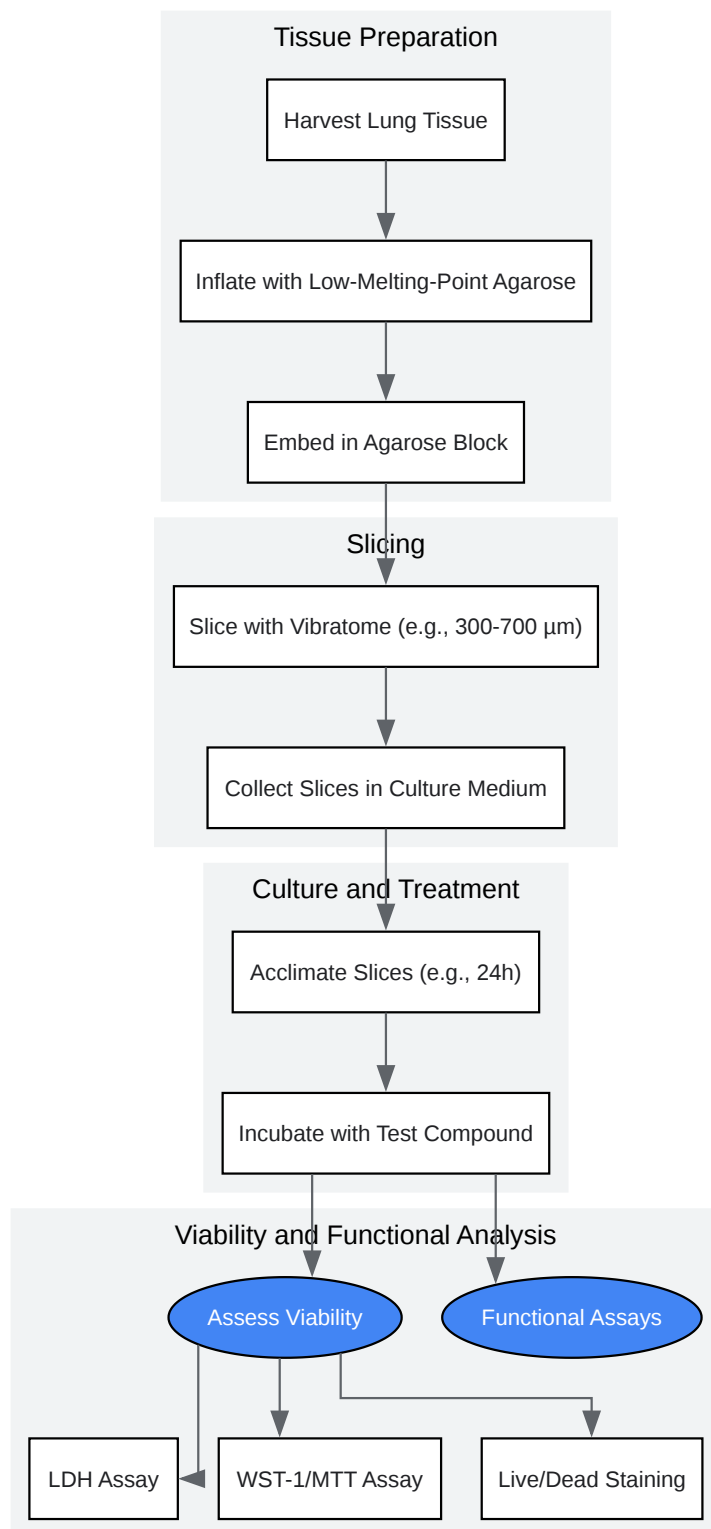 Tissue Preparation
Harvest Lung Tissue
Inflate with Low-Melting-Point Agarose
Embed in Agarose Block
Slicing
Slice with Vibratome (e.g., 300-700 µm)
Collect Slices in Culture Medium
Culture and Treatment
Acclimate Slices (e.g., 24h)
Incubate with Test Compound
Viability and Functional Analysis
Assess Viability
Functional Assays
LDH Assay
WST-1/MTT Assay
Live/Dead Staining